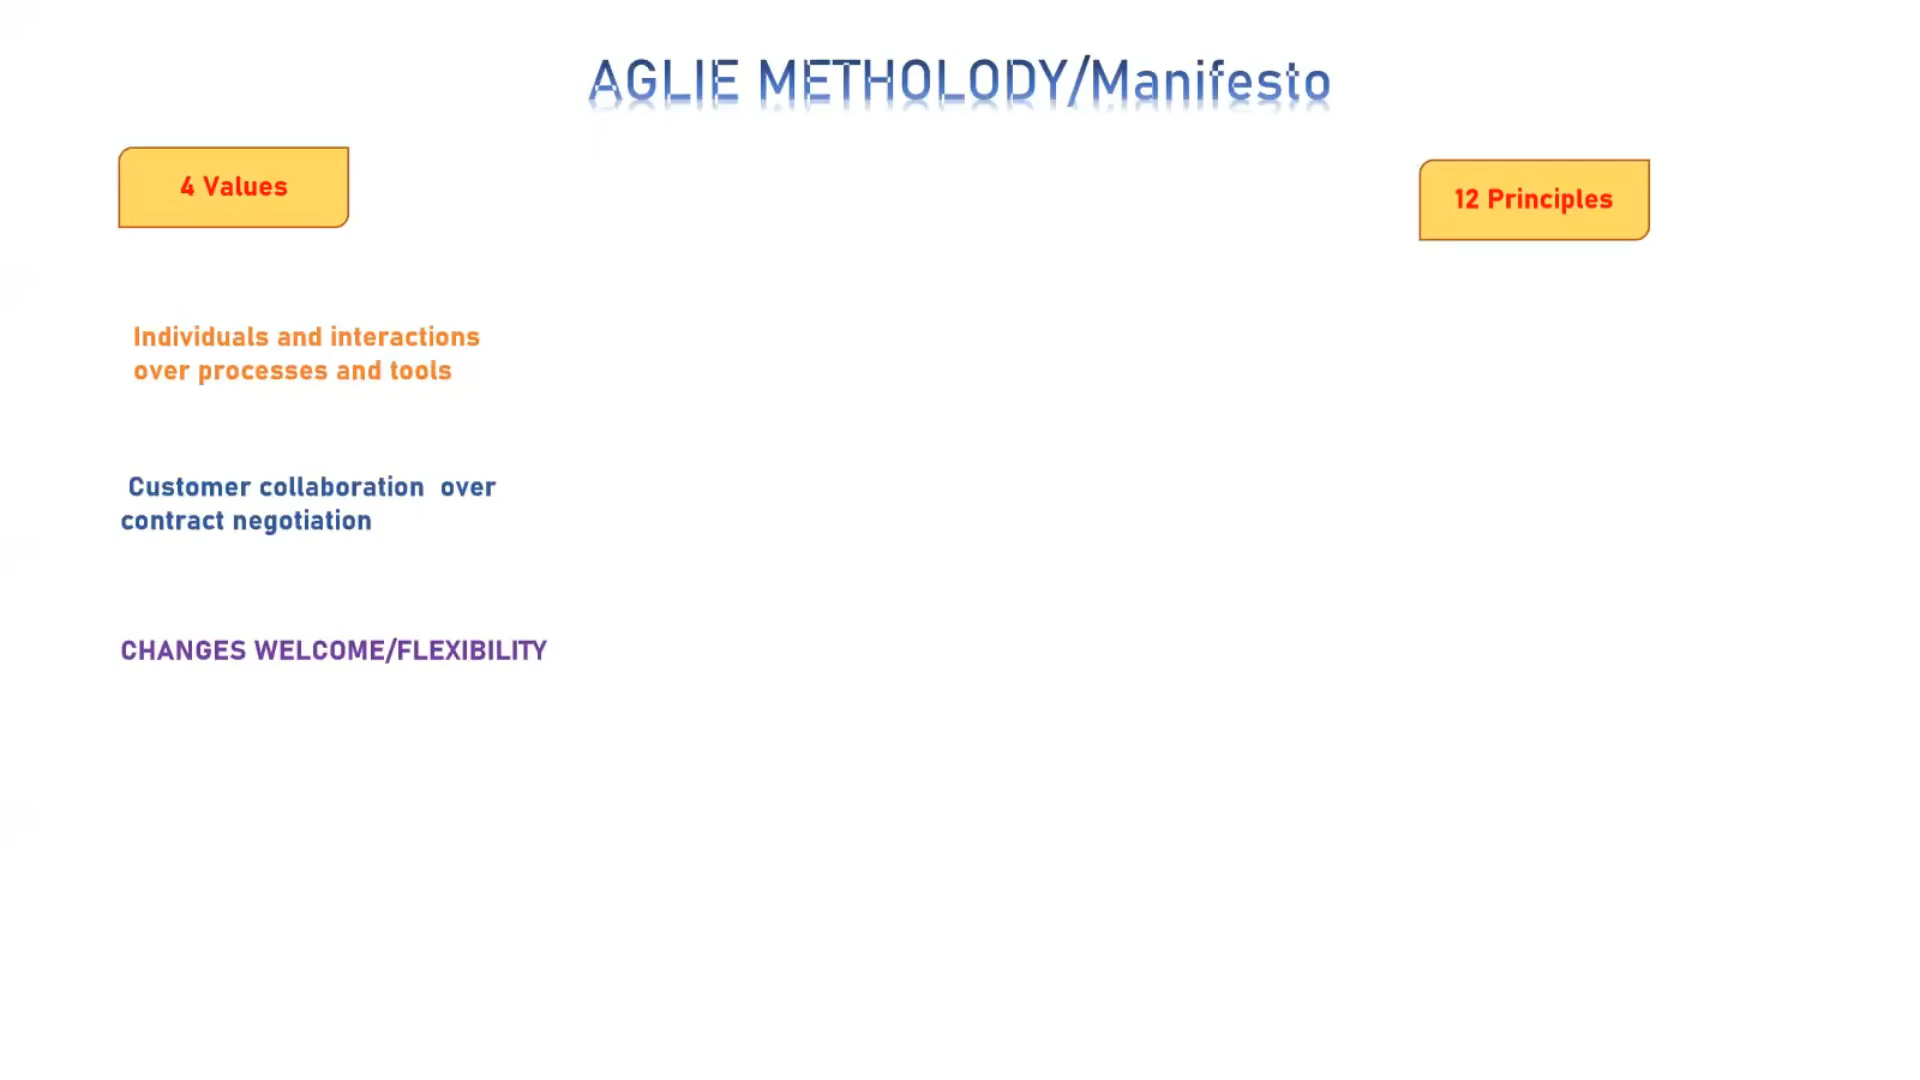 AGLIE METHOLODY/Manifesto
4 Values
12 Principles
Individuals and interactions
over processes and tools
Customer collaboration over
contract negotiation
CHANGES WELCOME/FLEXIBILITY